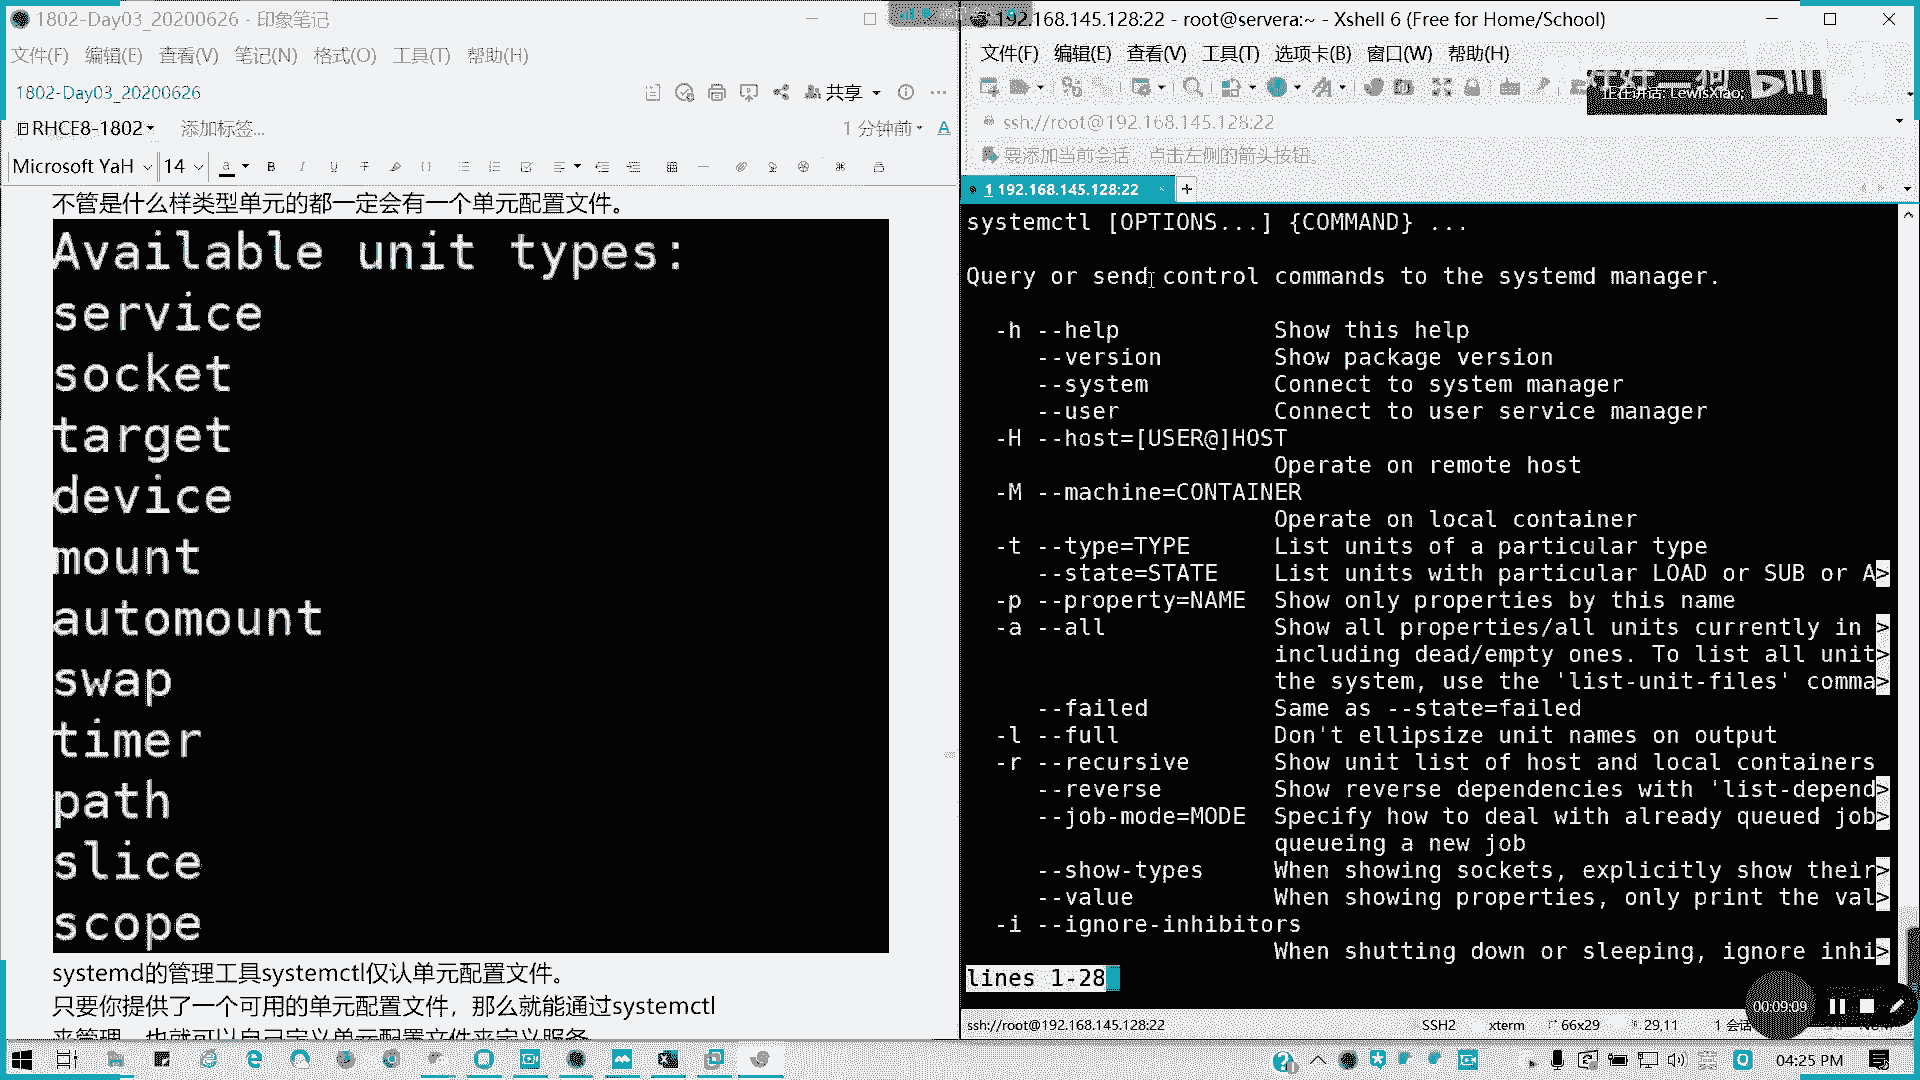 1802-Day03_20200626 - 印象笔记
文件(F) 编辑(E) 查看(V) 笔记(N) 格式(O) 工具(T) 帮助(H)
1802-Day03_20200626
共享
RHCE8-1802
添加标签...
1 分钟前
Microsoft YaH
14
不管是什么样类型单元的都一定会有一个单元配置文件。
Available unit types:
service
socket
target
device
mount
automount
swap
timer
path
slice
scope
systemd的管理工具systemctl仅认单元配置文件。
只要你提供了一个可用的单元配置文件，那么就能通过systemctl
192.168.145.128:22 - root@servera:~ - Xshell 6 (Free for Home/School)
文件(F) 编辑(E) 查看(V) 工具(T) 选项卡(B) 窗口(W) 帮助(H)
正在讲话: LewisXiao;
ssh://root@192.168.145.128:22
要添加当前会话，点击左侧的箭头按钮。
1 192.168.145.128:22
systemctl [OPTIONS...] {COMMAND} ...
Query or send control commands to the systemd manager.
-h --help Show this help
--version Show package version
--system Connect to system manager
--user Connect to user service manager
-H --host=[USER@]HOST
Operate on remote host
-M --machine=CONTAINER
Operate on local container
-t --type=TYPE List units of a particular type
--state=STATE List units with particular LOAD or SUB or A>
-p --property=NAME Show only properties by this name
-a --all Show all properties/all units currently in >
including dead/empty ones. To list all unit>
the system, use the 'list-unit-files' comma>
--failed Same as --state=failed
-l --full Don't ellipsize unit names on output
-r --recursive Show unit list of host and local containers
--reverse Show reverse dependencies with 'list-depend>
--job-mode=MODE Specify how to deal with already queued job>
queueing a new job
--show-types When showing sockets, explicitly show their>
--value When showing properties, only print the val>
-i --ignore-inhibitors
When shutting down or sleeping, ignore inhi>
lines 1-28
00:09:09
ssh://root@192.168.145.128:22
SSH2
xterm
66x29
29,11
1 会话
04:25 PM